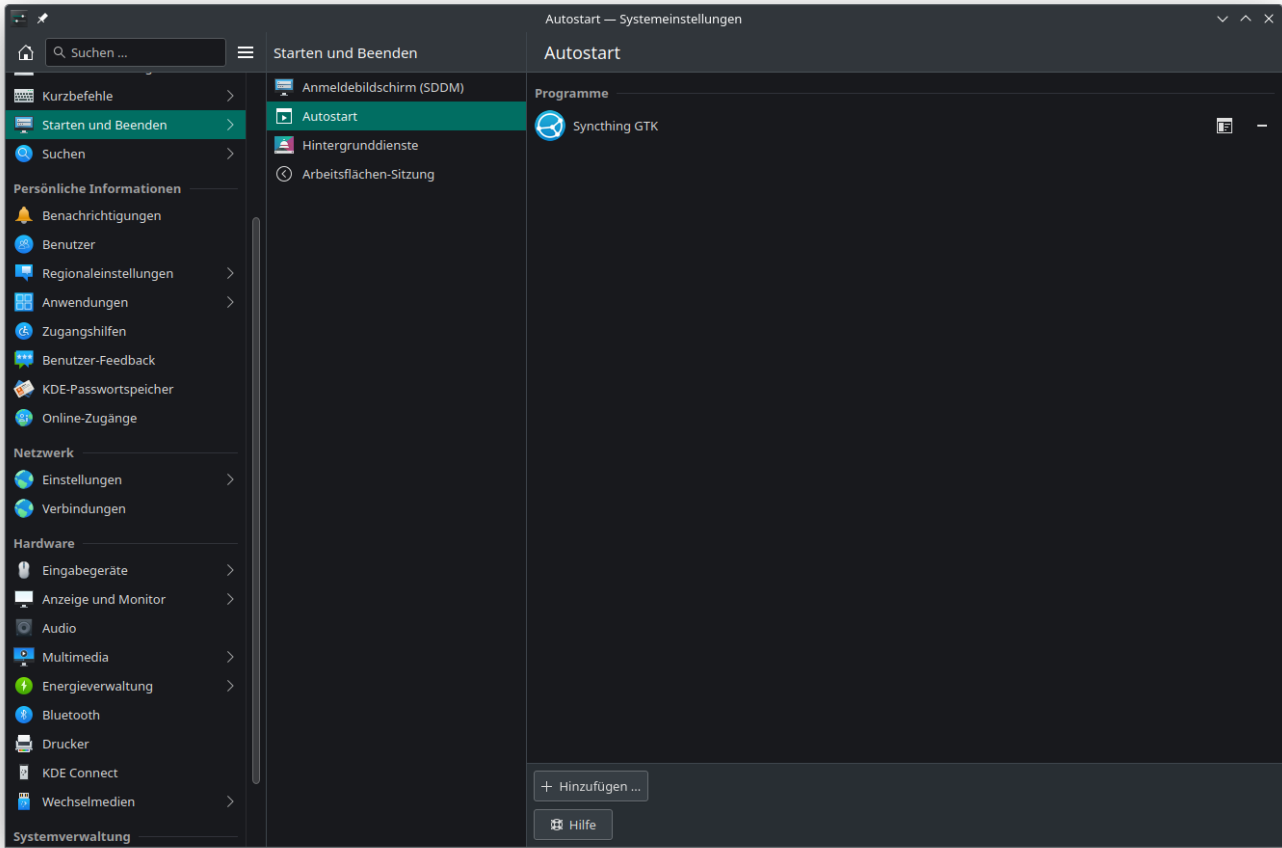 Autostart — Systemeinstellungen
Suchen ...
Starten und Beenden
Autostart
Kurzbefehle
Starten und Beenden
Suchen
Persönliche Informationen
Benachrichtigungen
Benutzer
Regionaleinstellungen
Anwendungen
Zugangshilfen
Benutzer-Feedback
KDE-Passwortspeicher
Online-Zugänge
Netzwerk
Einstellungen
Verbindungen
Hardware
Eingabegeräte
Anzeige und Monitor
Audio
Multimedia
Energieverwaltung
Bluetooth
Drucker
KDE Connect
Wechselmedien
Systemverwaltung
Anmeldebildschirm (SDDM)
Autostart
Hintergrunddienste
Arbeitsflächen-Sitzung
Programme
Syncthing GTK
Hinzufügen ...
Hilfe